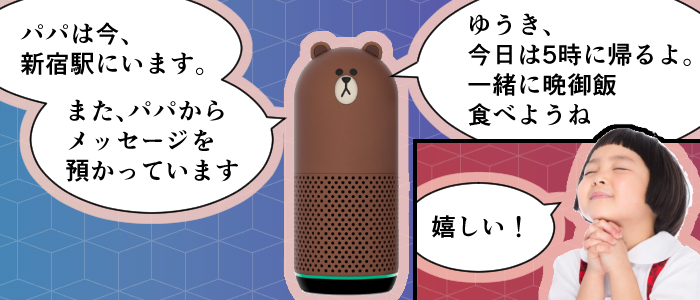 パパは今、
新宿駅にいます。
また、パパから
メッセージを
預かっています
ゆうき、
今日は5時に帰るよ。
一緒に晩御飯
食べようね
嬉しい！